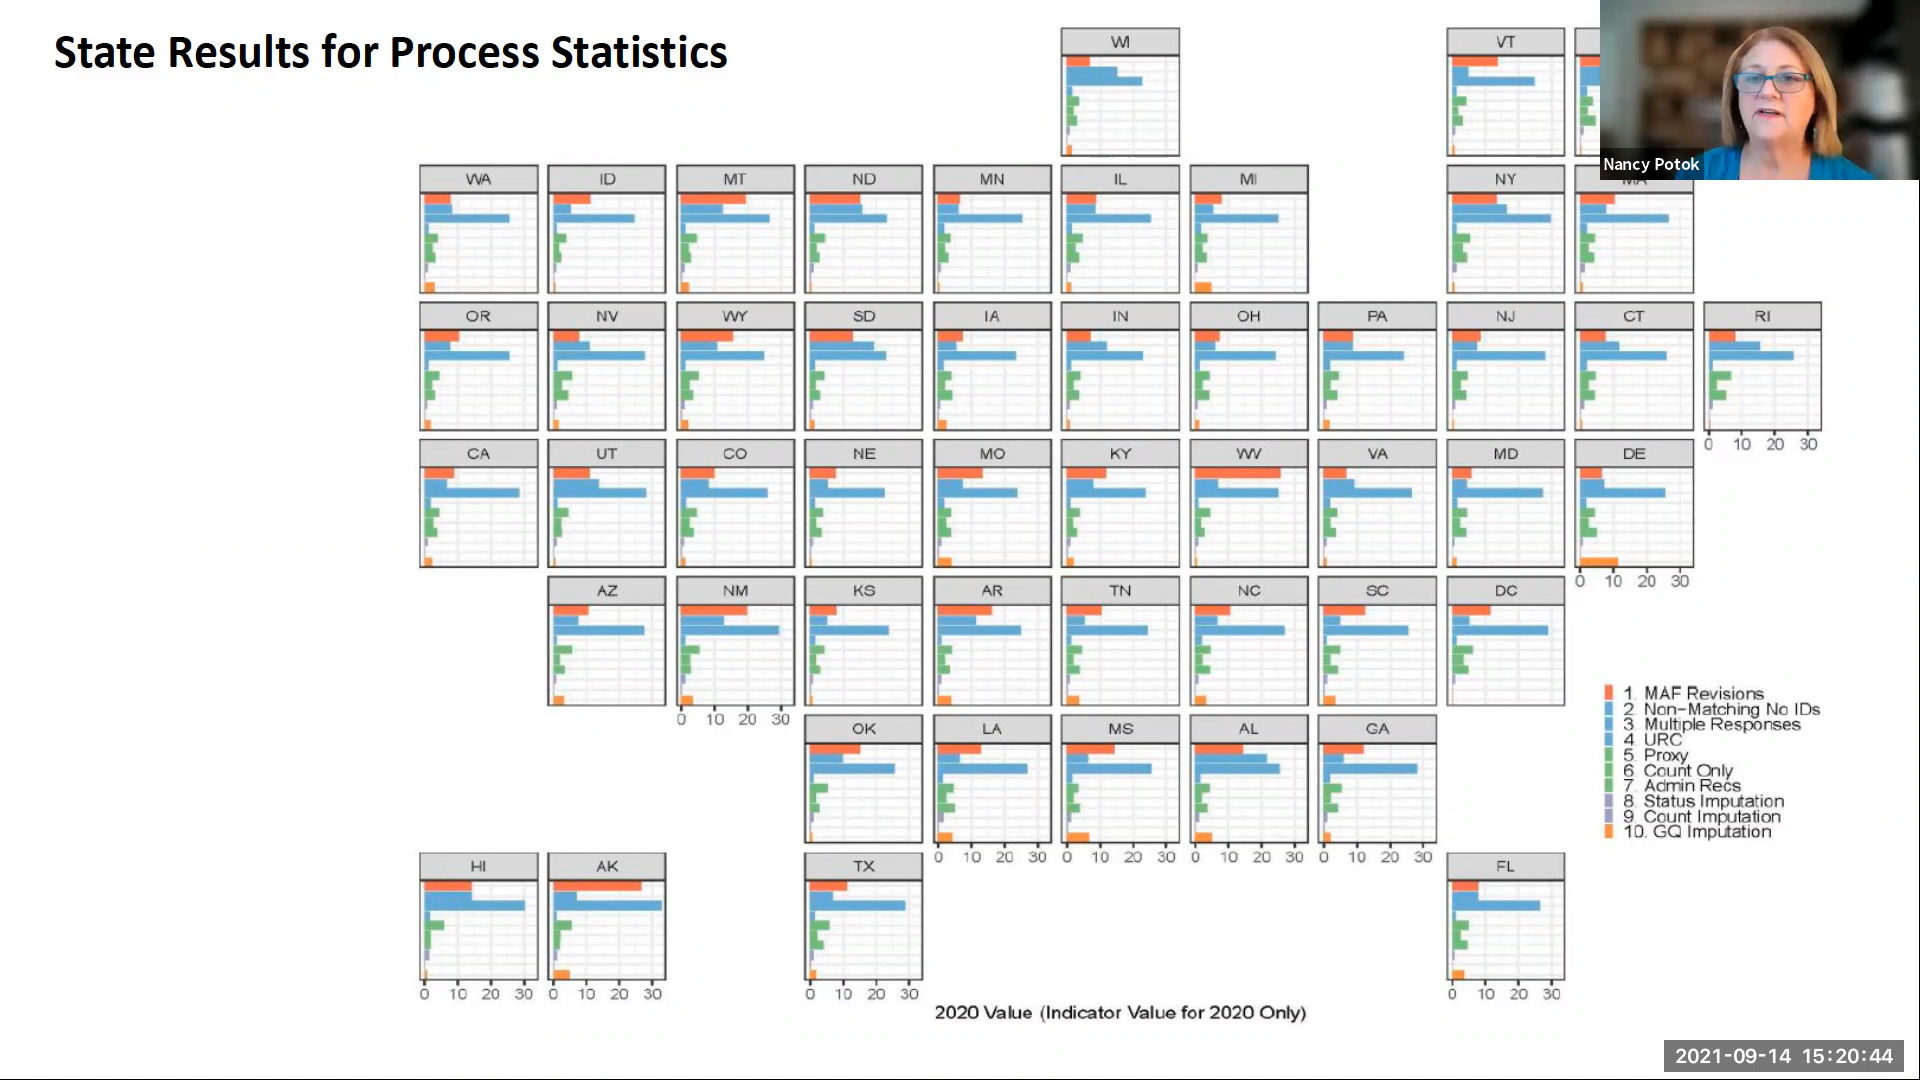 State Results for Process Statistics
WI
VT
Nancy Potok
WA
ID
MT
ND
MN
IL
MI
NY
MA
OR
NV
WY
SD
IA
IN
OH
PA
NJ
CT
RI
0 10 20 30
CA
UT
CO
NE
MO
KY
WV
VA
MD
DE
0 10 20 30
AZ
NM
KS
AR
TN
NC
SC
DC
0 10 20 30
OK
LA
MS
AL
GA
0 10 20 30
0 10 20 30
0 10 20 30
0 10 20 30
HI
AK
TX
FL
0 10 20 30
0 10 20 30
0 10 20 30
0 10 20 30
1. MAF Revisions
2. Non-Matching No IDs
3. Multiple Responses
4. URC
5. Proxy
6. Count Only
7. Admin Recs
8. Status Imputation
9. Count Imputation
10. GQ Imputation
2020 Value (Indicator Value for 2020 Only)
2021-09-14 15:20:44